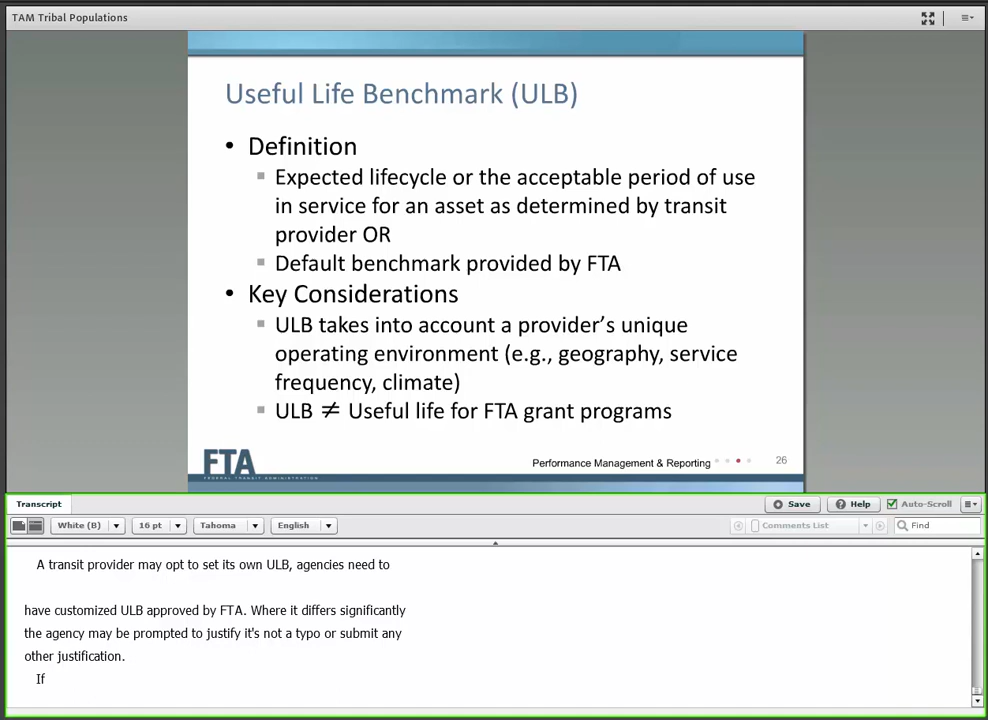 TAM Tribal Populations
Useful Life Benchmark (ULB)
• Definition
Expected lifecycle or the acceptable period of use
in service for an asset as determined by transit
provider OR
Default benchmark provided by FTA
• Key Considerations
ULB takes into account a provider’s unique
operating environment (e.g., geography, service
frequency, climate)
ULB ≠ Useful life for FTA grant programs
FTA
FEDERAL TRANSIT ADMINISTRATION
Performance Management & Reporting
26
Transcript
Save
Help
Auto-Scroll
White (B)
16 pt
Tahoma
English
Comments List
Find
A transit provider may opt to set its own ULB, agencies need to
have customized ULB approved by FTA. Where it differs significantly
the agency may be prompted to justify it's not a typo or submit any
other justification.
If